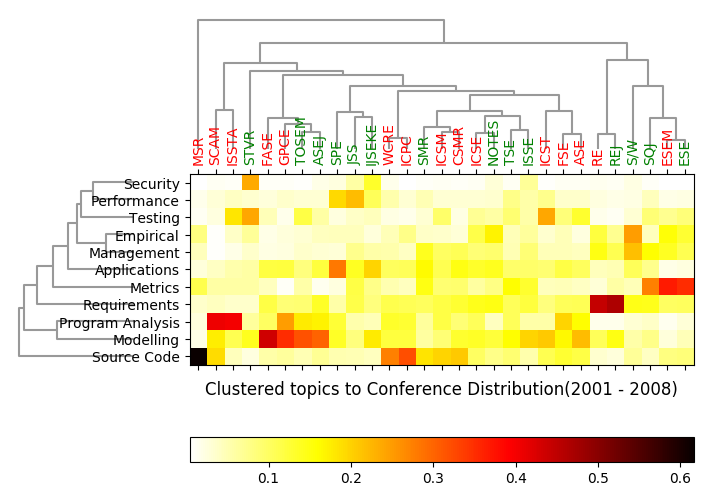 MSR SCAM ISSTA STVR FASE GPCE TOSEM ASEJ SPE JSS IJSEKE WCRE ICPC SMR ICSM CSMR ICSE NOTES TSE ISSE ICST FSE ASE RE REJ S/W SQJ ESEM ESE
Security
Performance
Testing
Empirical
Management
Applications
Metrics
Requirements
Program Analysis
Modelling
Source Code
Clustered topics to Conference Distribution(2001 - 2008)
0.1 0.2 0.3 0.4 0.5 0.6